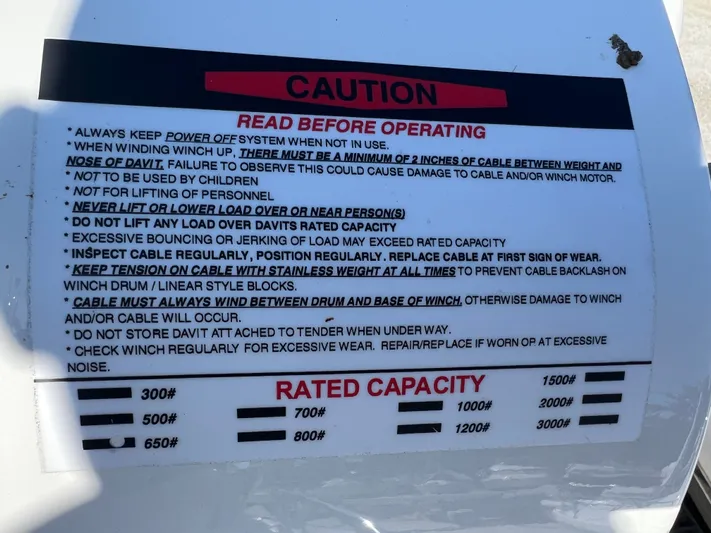 CAUTION
READ BEFORE OPERATING
* ALWAYS KEEP POWER OFF SYSTEM WHEN NOT IN USE.
* WHEN WINDING WINCH UP, THERE MUST BE A MINIMUM OF 2 INCHES OF CABLE BETWEEN WEIGHT AND
NOSE OF DAVIT. FAILURE TO OBSERVE THIS COULD CAUSE DAMAGE TO CABLE AND/OR WINCH MOTOR.
* NOT TO BE USED BY CHILDREN
* NOT FOR LIFTING OF PERSONNEL
* NEVER LIFT OR LOWER LOAD OVER OR NEAR PERSON(S)
* DO NOT LIFT ANY LOAD OVER DAVITS RATED CAPACITY
* EXCESSIVE BOUNCING OR JERKING OF LOAD MAY EXCEED RATED CAPACITY
* INSPECT CABLE REGULARLY, POSITION REGULARLY. REPLACE CABLE AT FIRST SIGN OF WEAR.
* KEEP TENSION ON CABLE WITH STAINLESS WEIGHT AT ALL TIMES TO PREVENT CABLE BACKLASH ON
WINCH DRUM / LINEAR STYLE BLOCKS.
* CABLE MUST ALWAYS WIND BETWEEN DRUM AND BASE OF WINCH, OTHERWISE DAMAGE TO WINCH
AND/OR CABLE WILL OCCUR.
* DO NOT STORE DAVIT ATTACHED TO TENDER WHEN UNDER WAY.
* CHECK WINCH REGULARLY FOR EXCESSIVE WEAR. REPAIR/REPLACE IF WORN OR AT EXCESSIVE
NOISE.
RATED CAPACITY
300#
500#
650#
700#
800#
1000#
1200#
1500#
2000#
3000#